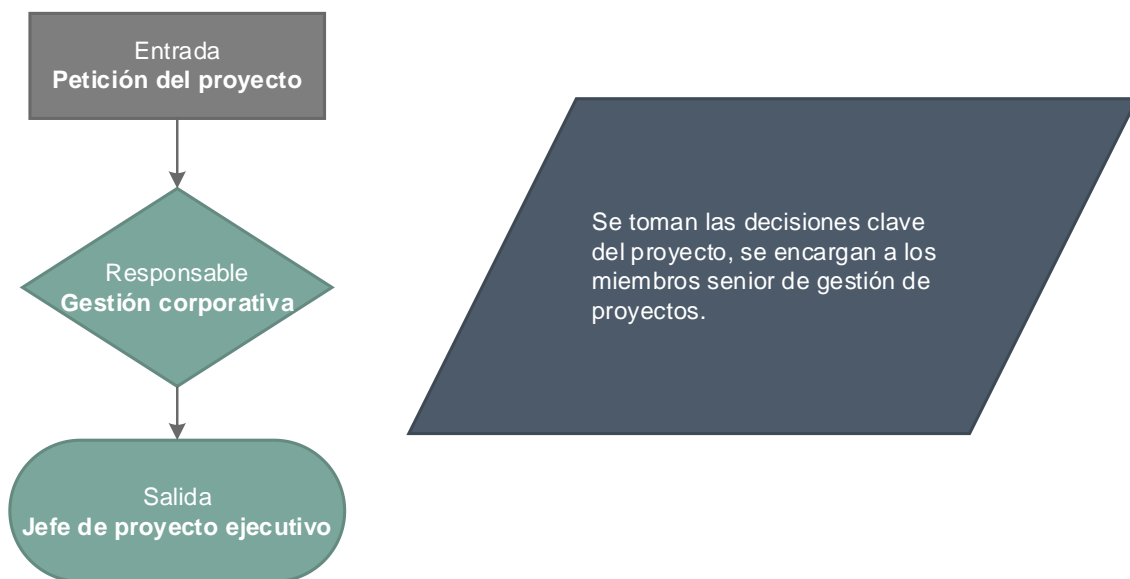 Entrada
Petición del proyecto
Responsable
Gestión corporativa
Salida
Jefe de proyecto ejecutivo
Se toman las decisiones clave
del proyecto, se encargan a los
miembros senior de gestión de
proyectos.